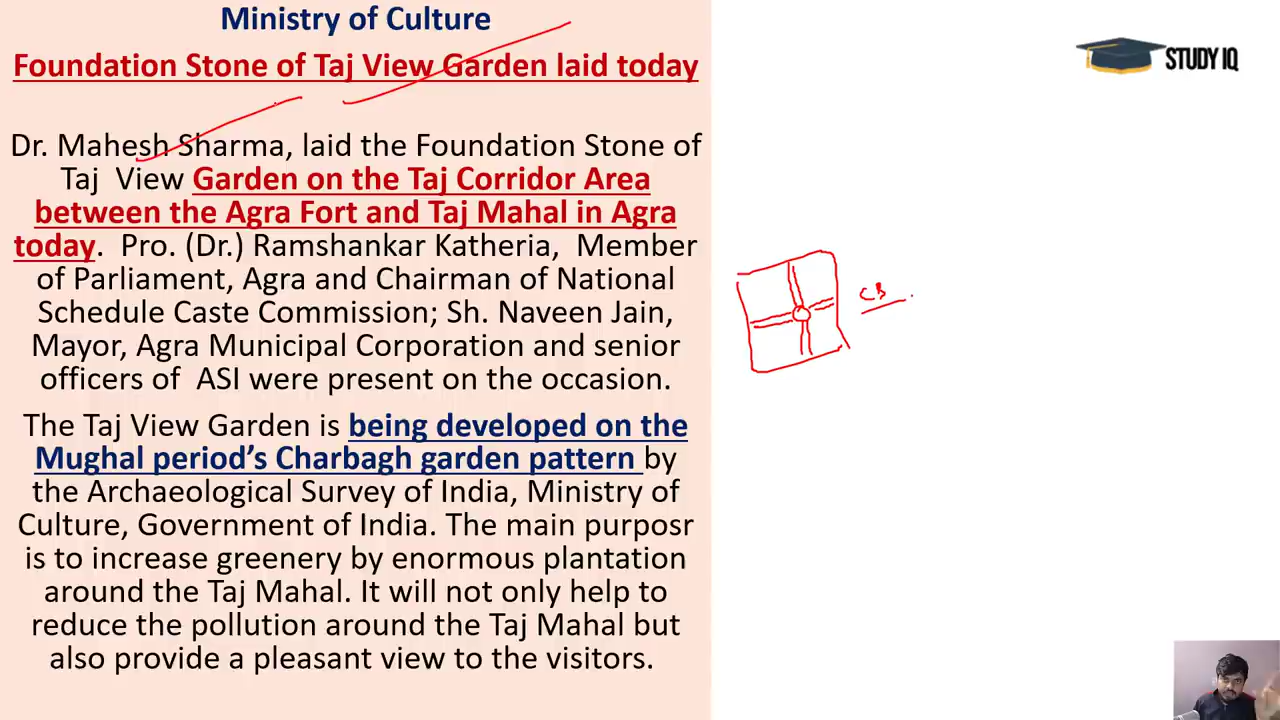 Ministry of Culture
Foundation Stone of Taj View Garden laid today
STUDY IQ
Dr. Mahesh Sharma, laid the Foundation Stone of
Taj View Garden on the Taj Corridor Area
between the Agra Fort and Taj Mahal in Agra
today. Pro. (Dr.) Ramshankar Katheria, Member
of Parliament, Agra and Chairman of National
Schedule Caste Commission; Sh. Naveen Jain,
Mayor, Agra Municipal Corporation and senior
officers of ASI were present on the occasion.
CB
The Taj View Garden is being developed on the
Mughal period’s Charbagh garden pattern by
the Archaeological Survey of India, Ministry of
Culture, Government of India. The main purposr
is to increase greenery by enormous plantation
around the Taj Mahal. It will not only help to
reduce the pollution around the Taj Mahal but
also provide a pleasant view to the visitors.